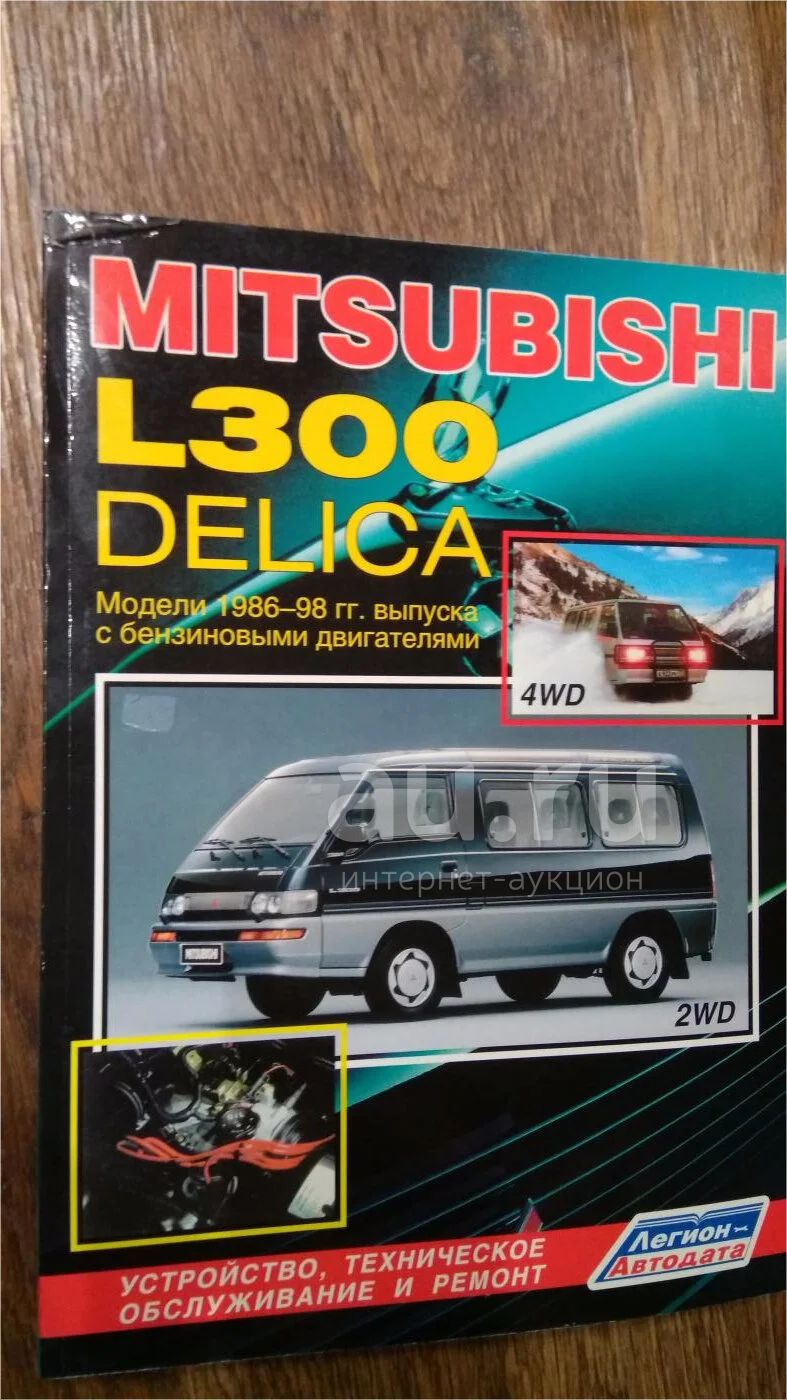 MITSUBISHI
L300
DELICA
Модели 1986–98 гг. выпуска
с бензиновыми двигателями
4WD
au.ru
интернет-аукцион
MITSUBISHI
2WD
УСТРОЙСТВО, ТЕХНИЧЕСКОЕ
ОБСЛУЖИВАНИЕ И РЕМОНТ
Легион-
Автодата